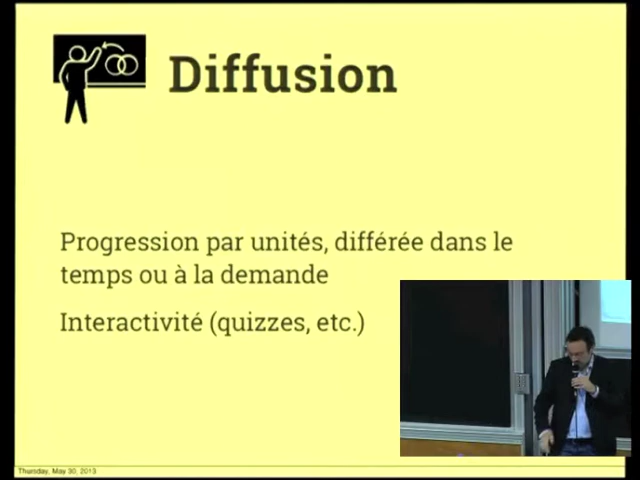 Diffusion
Progression par unités, différée dans le
temps ou à la demande
Interactivité (quizzes, etc.)
Thursday, May 30, 2013